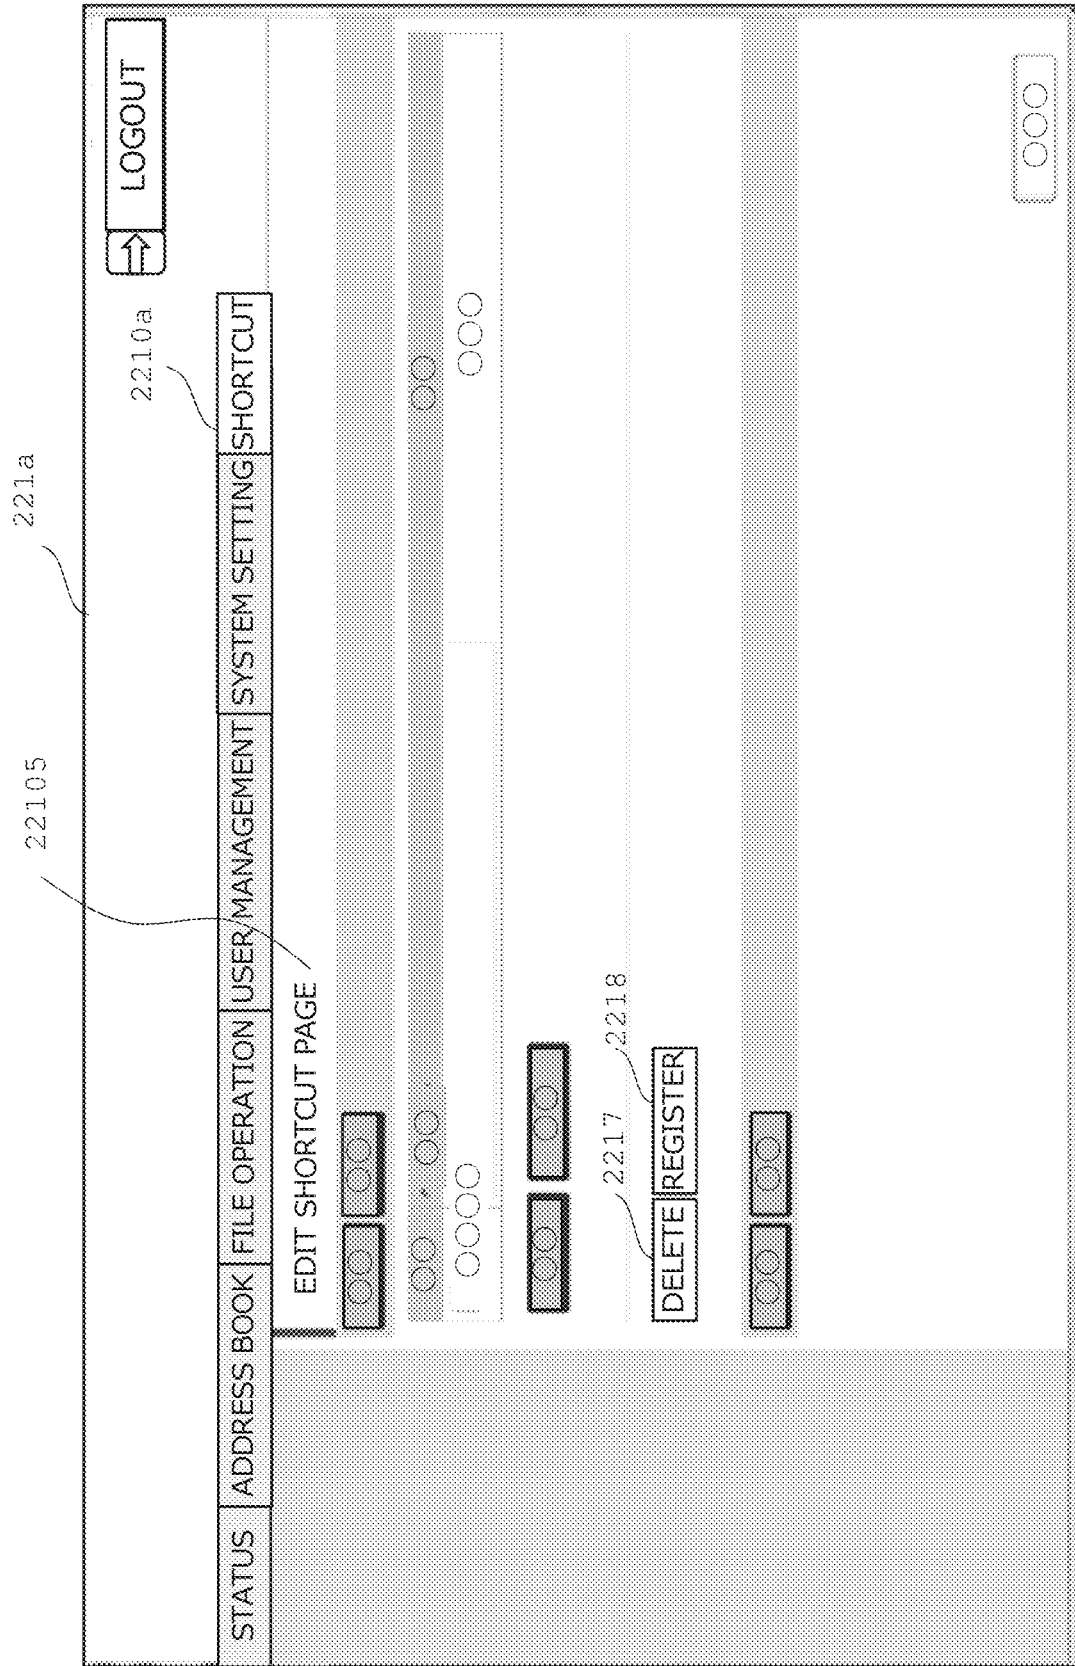 221a
22105
2210a
LOGOUT
STATUS
ADDRESS BOOK
FILE OPERATION
USER/MANAGEMENT
SYSTEM SETTING
SHORTCUT
EDIT SHORTCUT PAGE
○○
○○
○○ . ○○
○○
○○○○
○○○
○○
○○
2217
2218
DELETE
REGISTER
○○
○○
○○○